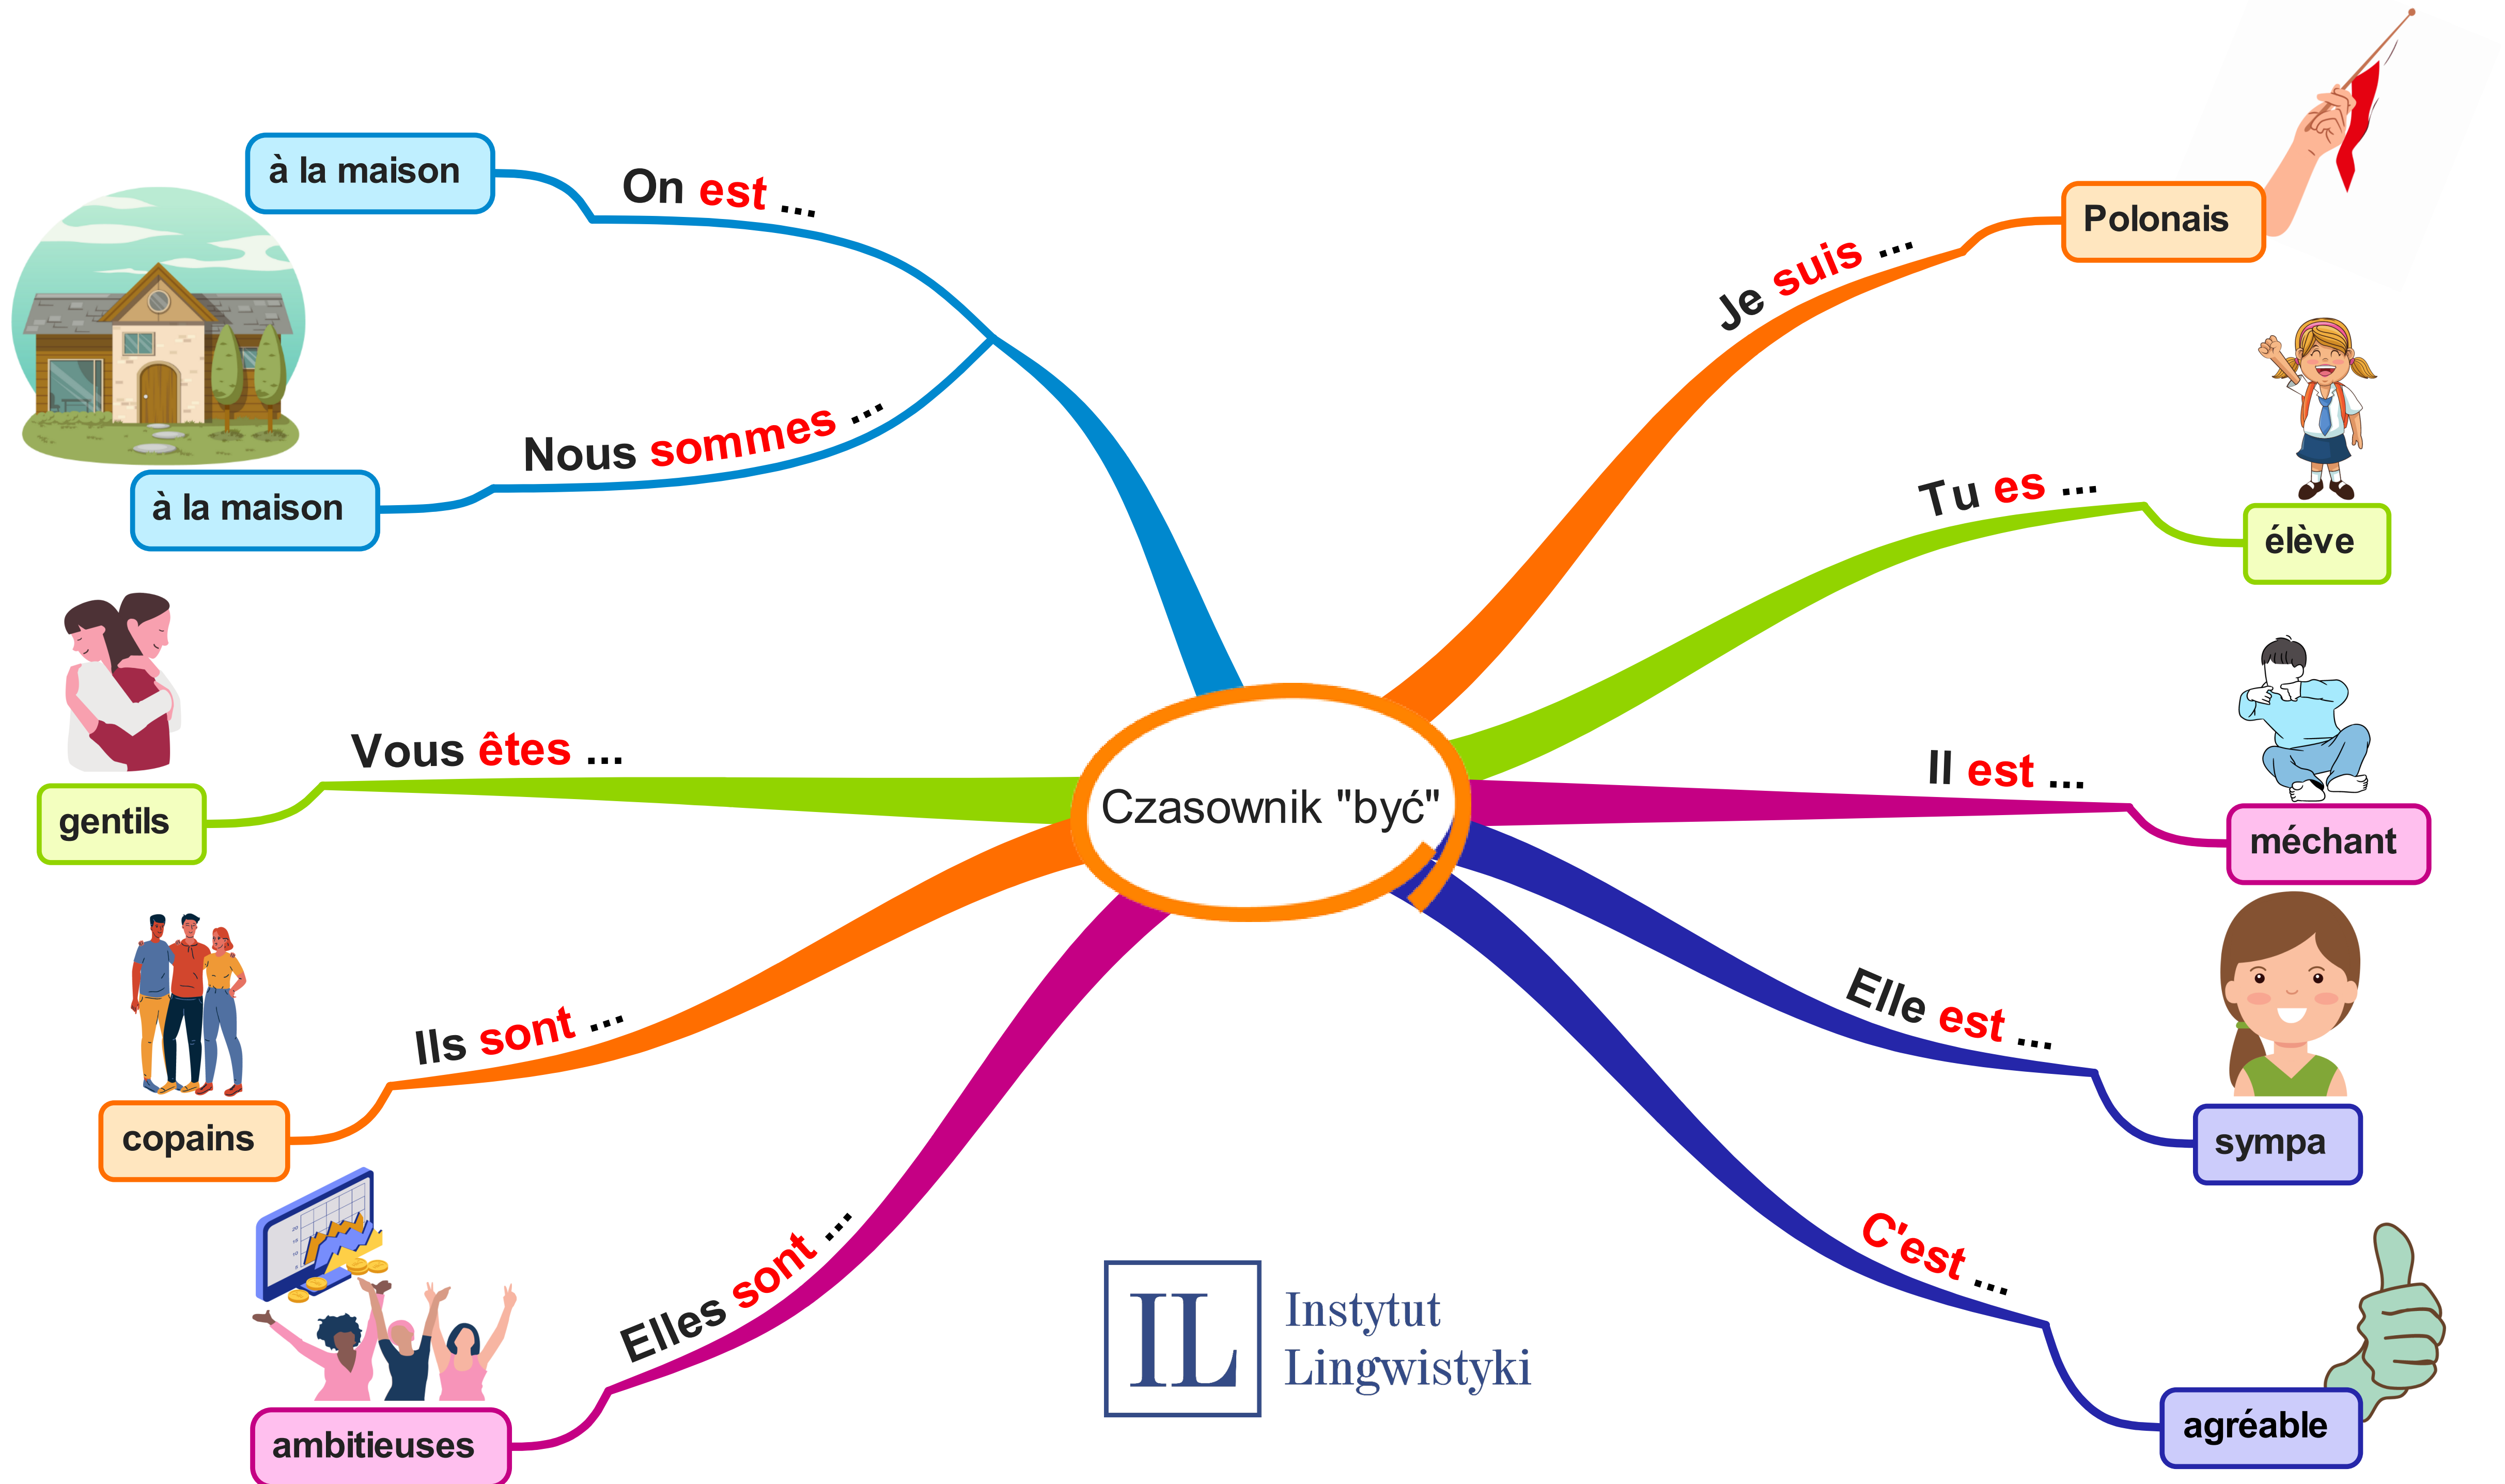 Czasownik "być"
Je suis ...
Polonais
Tu es ...
élève
Il est ...
méchant
Elle est ...
sympa
C'est ...
agréable
On est ...
à la maison
Nous sommes ...
à la maison
Vous êtes ...
gentils
Ils sont ...
copains
Elles sont ...
ambitieuses
IL
Instytut
Lingwistyki